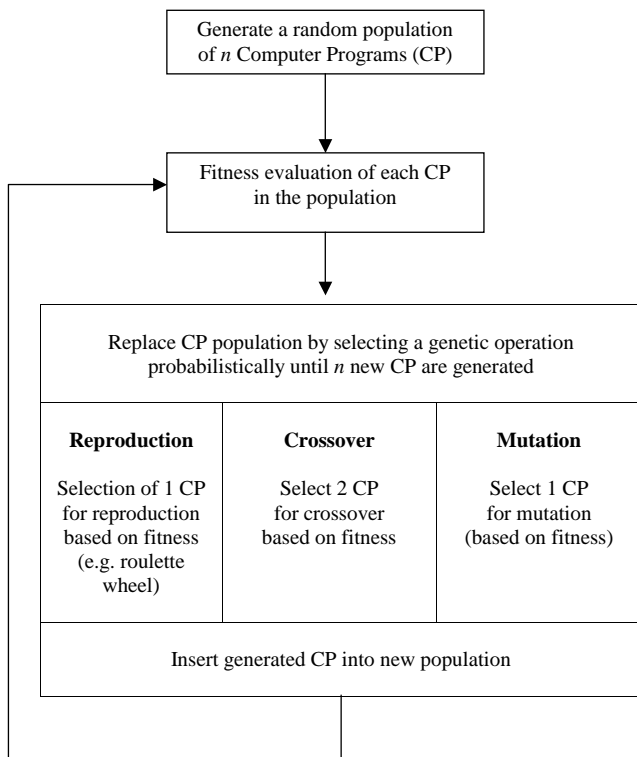 Generate a random population
of n Computer Programs (CP)
Fitness evaluation of each CP
in the population
Replace CP population by selecting a genetic operation
probabilistically until n new CP are generated
Reproduction
Selection of 1 CP
for reproduction
based on fitness
(e.g. roulette
wheel)
Crossover
Select 2 CP
for crossover
based on fitness
Mutation
Select 1 CP
for mutation
(based on fitness)
Insert generated CP into new population